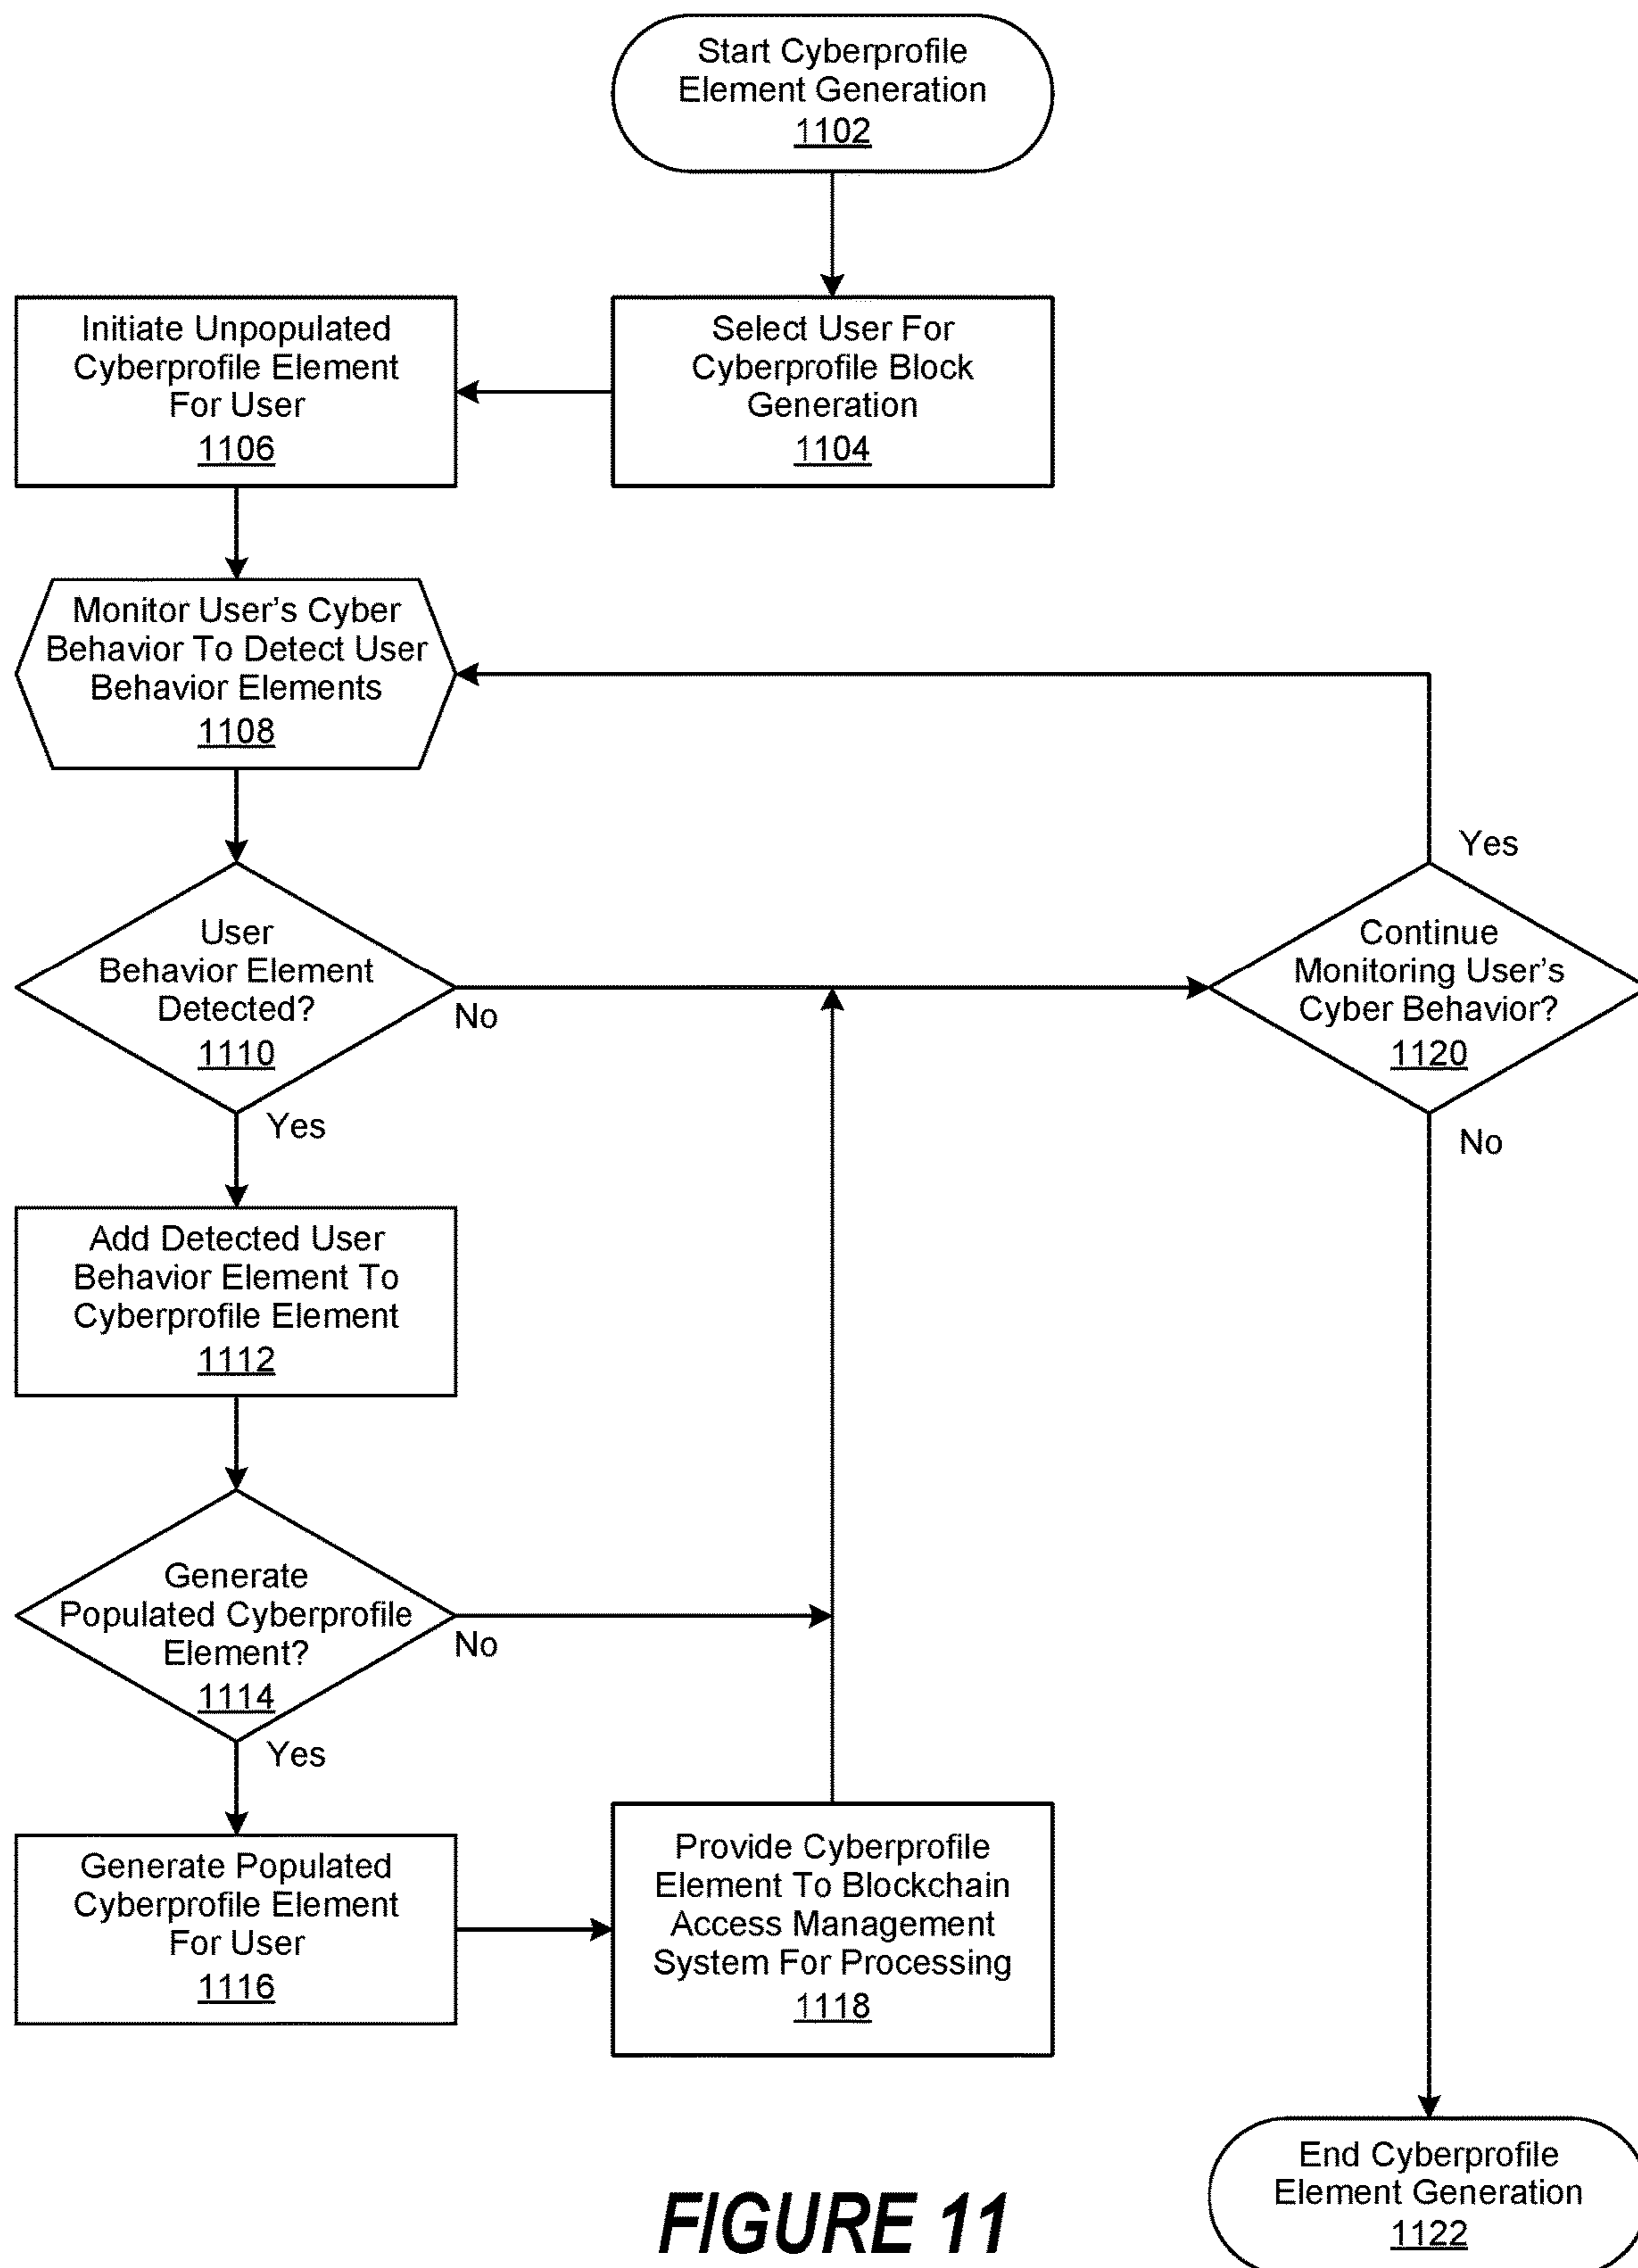 Start Cyberprofile
Element Generation
1102
Select User For
Cyberprofile Block
Generation
1104
Initiate Unpopulated
Cyberprofile Element
For User
1106
Monitor User's Cyber
Behavior To Detect User
Behavior Elements
1108
User
Behavior Element
Detected?
1110
No
Yes
Continue
Monitoring User's
Cyber Behavior?
1120
Yes
No
Add Detected User
Behavior Element To
Cyberprofile Element
1112
Generate
Populated Cyberprofile
Element?
1114
No
Yes
Generate Populated
Cyberprofile Element
For User
1116
Provide Cyberprofile
Element To Blockchain
Access Management
System For Processing
1118
End Cyberprofile
Element Generation
1122
FIGURE 11